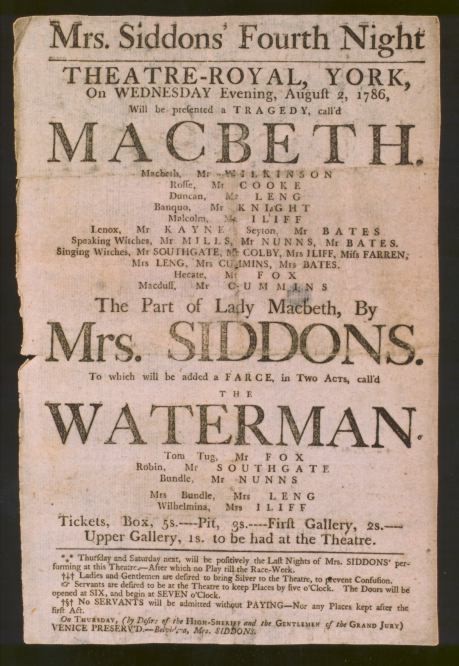 Mrs. Siddons' Fourth Night
THEATRE-ROYAL, YORK,
On WEDNESDAY Evening, Auguſt 2, 1786,
Will be preſented a TRAGEDY, call'd
MACBETH.
Macbeth, Mr WILKINSON
Roſſe, Mr COOKE
Duncan, Mr LENG
Banquo, Mr KNIGHT
Malcolm, Mr ILIFF
Lenox, Mr KAYNE Seyton, Mr BATES
Speaking Witches, Mr MILLS, Mr NUNNS, Mr BATES.
Singing Witches, Mr SOUTHGATE, Mr COLBY, Mrs ILIFF, Miſs FARREN,
Mrs LENG, Mrs CUMMINS, Mrs BATES.
Hecate, Mr FOX
Macduff, Mr CUMMINS
The Part of Lady Macbeth, By
Mrs. SIDDONS.
To which will be added a FARCE, in Two ACTS, call'd
THE
WATERMAN.
Tom Tug, Mr FOX
Robin, Mr SOUTHGATE
Bundle, Mr NUNNS
Mrs Bundle, Mrs LENG
Wilhelmina, Mrs ILIFF
Tickets, Box, 5s.----Pit, 3s.----Firſt Gallery, 2s.----
Upper Gallery, 1s. to be had at the Theatre.
*⁎* Thurſday and Saturday next, will be poſitively the Laſt Nights of Mrs. SIDDONS' per-
forming at this Theatre.—After which no Play till the Race-Week.
†‡† Ladies and Gentlemen are deſired to bring Silver to the Theatre, to prevent Confuſion.
☞ Servants are deſired to be at the Theatre to keep Places by five o'Clock. The Doors will be
opened at SIX, and begin at SEVEN o'Clock.
†§† No SERVANTS will be admitted without PAYING—Nor any Places kept after the
firſt Act.
On THURSDAY, (by Deſire of the HIGH-SHERIFF and the GENTLEMEN of the GRAND JURY)
VENICE PRESERV'D.—Belvidera, Mrs. SIDDONS.